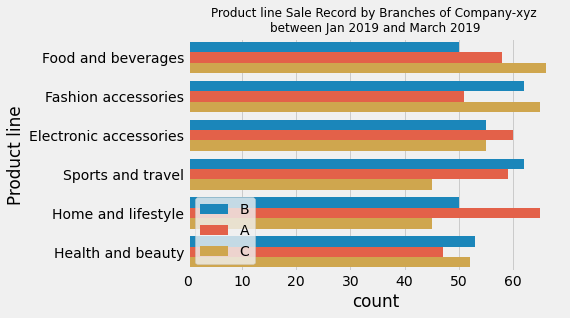 Product line Sale Record by Branches of Company-xyz
between Jan 2019 and March 2019
Product line
Food and beverages
Fashion accessories
Electronic accessories
Sports and travel
Home and lifestyle
Health and beauty
B
A
C
0 10 20 30 40 50 60
count